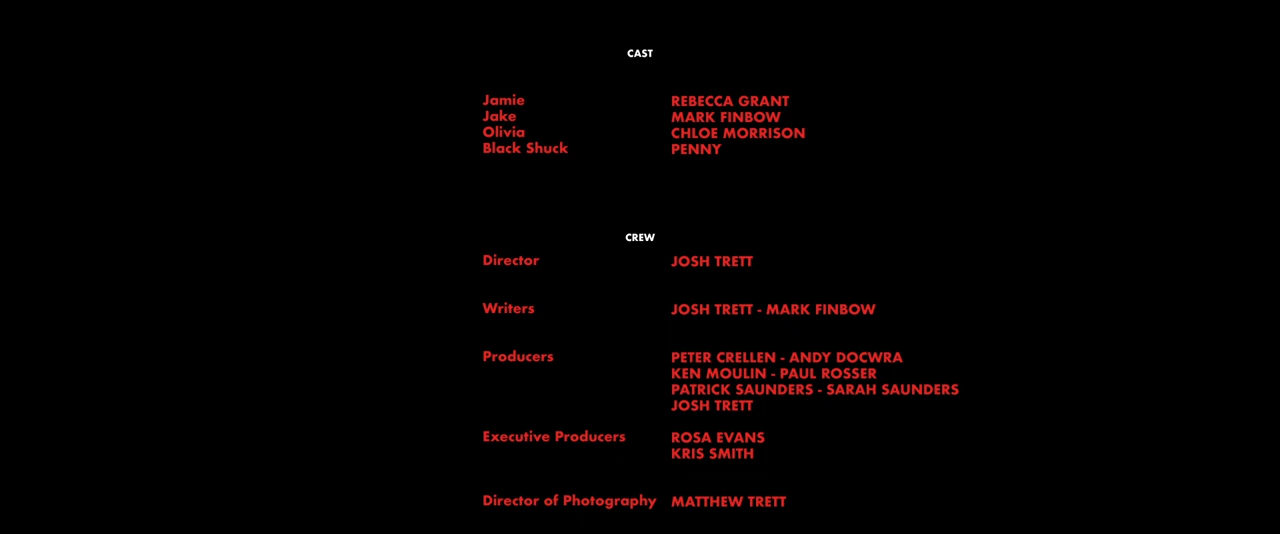 CAST
Jamie REBECCA GRANT
Jake MARK FINBOW
Olivia CHLOE MORRISON
Black Shuck PENNY
CREW
Director JOSH TRETT
Writers JOSH TRETT - MARK FINBOW
Producers PETER CRELLEN - ANDY DOCWRA
KEN MOULIN - PAUL ROSSER
PATRICK SAUNDERS - SARAH SAUNDERS
JOSH TRETT
Executive Producers ROSA EVANS
KRIS SMITH
Director of Photography MATTHEW TRETT